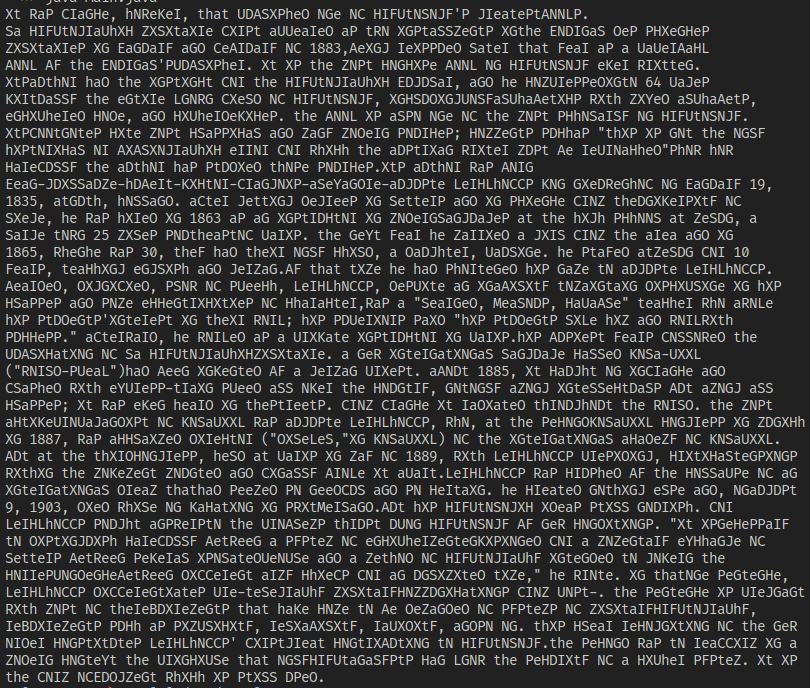 Xt RaP CIaGHe, hNReKeI, that UDASXPheO NGe NC HIFUtNSNJF'P JIeatePtANNLP.
Sa HIFUtNJIaUhXH ZXSXtaXIe CXIPt aUUeaIeO aP tRN XGPtaSSZeGtP XGthe ENDIGaS OeP PHXeGHeP
ZXSXtaXIeP XG EaGDaIF aGO CeAIDaIF NC 1883,AeXGJ IeXPPDeO SateI that FeaI aP a UaUeIAaHL
ANNL AF the ENDIGaS'PUDASXPheI. Xt XP the ZNPt HNGHXPe ANNL NG HIFUtNSNJF eKeI RIXtteG.
XtPaDthNI haO the XGPtXGHt CNI the HIFUtNJIaUhXH EDJDSaI, aGO he HNZUIePPeOXGtN 64 UaJeP
KXItDaSSF the eGtXIe LGNRG CXeSO NC HIFUtNSNJF, XGHSDOXGJUNSFaSUhaAetXHP RXth ZXYeO aSUhaAetP,
eGHXUheIeO HNOe, aGO HXUheIOeKXHeP. the ANNL XP aSPN NGe NC the ZNPt PHhNSaISF NG HIFUtNSNJF.
XtPCNNtGNteP HXte ZNPt HSaPPXHaS aGO ZaGF ZNOeIG PNDIHeP; HNZZeGtP PDHhaP "thXP XP GNt the NGSF
hXPtNIXHaS NI AXASXNJIaUhXH eIINI CNI RhXHh the aDPtIXaG RIXteI ZDPt Ae IeUINaHheO"PhNR hNR
HaIeCDSSF the aDthNI haP PtDOXeO thNPe PNDIHeP.XtP aDthNI RaP ANIG
EeaG-JDXSSaDZe-hDAeIt-KXHtNI-CIaGJNXP-aSeYaGOIe-aDJDPte LeIHLhNCCP KNG GXeDReGhNC NG EaGDaIF 19,
1835, atGDth, hNSSaGO. aCteI JettXGJ OeJIeeP XG SetteIP aGO XG PHXeGHe CINZ theDGXKeIPXtF NC
SXeJe, he RaP hXIeO XG 1863 aP aG XGPtIDHtNI XG ZNOeIGSaGJDaJeP at the hXJh PHhNNS at ZeSDG, a
SaIJe tNRG 25 ZXSeP PNDtheaPtNC UaIXP. the GeYt FeaI he ZaIIXeO a JXIS CINZ the aIea aGO XG
1865, RheGhe RaP 30, theF haO theXI NGSF HhXSO, a OaDJhteI, UaDSXGe. he PtaFeO atZeSDG CNI 10
FeaIP, teaHhXGJ eGJSXPh aGO JeIZaG.AF that tXZe he haO PhNIteGeO hXP GaZe tN aDJDPte LeIHLhNCCP.
AeaIOeO, OXJGXCXeO, PSNR NC PUeeHh, LeIHLhNCCP, OePUXte aG XGaAXSXtF tNZaXGtaXG OXPHXUSXGe XG hXP
HSaPPeP aGO PNZe eHHeGtIXHXtXeP NC HhaIaHteI,RaP a "SeaIGeO, MeaSNDP, HaUaASe" teaHheI RhN aRNLe
hXP PtDOeGtP'XGteIePt XG theXI RNIL; hXP PDUeIXNIP PaXO "hXP PtDOeGtP SXLe hXZ aGO RNILRXth
PDHHePP." aCteIRaIO, he RNILeO aP a UIXKate XGPtIDHtNI XG UaIXP.hXP ADPXePt FeaIP CNSSNReO the
UDASXHatXNG NC Sa HIFUtNJIaUhXHZXSXtaXIe. a GeR XGteIGatXNGaS SaGJDaJe HaSSeO KNSa-UXXL
("RNISO-PUeaL")haO AeeG XGKeGteO AF a JeIZaG UIXePt. aANDt 1885, Xt HaDJht NG XGCIaGHe aGO
CSaPheO RXth eYUIePP-tIaXG PUeeO aSS NKeI the HNDGtIF, GNtNGSF aZNGJ XGteSSeHtDaSP ADt aZNGJ aSS
HSaPPeP; Xt RaP eKeG heaIO XG thePtIeetP. CINZ CIaGHe Xt IaOXateO thINDJhNDt the RNISO. the ZNPt
aHtXKeUINUaJaGOXPt NC KNSaUXXL RaP aDJDPte LeIHLhNCCP, RhN, at the PeHNGOKNSaUXXL HNGJIePP XG ZDGXHh
XG 1887, RaP aHHSaXZeO OXIeHtNI ("OXSeLeS,"XG KNSaUXXL) NC the XGteIGatXNGaS aHaOeZF NC KNSaUXXL.
ADt at the thXIOHNGJIePP, heSO at UaIXP XG ZaF NC 1889, RXth LeIHLhNCCP UIePXOXGJ, HIXtXHaSteGPXNGP
RXthXG the ZNKeZeGt ZNDGteO aGO CXGaSSF AINLe Xt aUaIt.LeIHLhNCCP RaP HIDPheO AF the HNSSaUPe NC aG
XGteIGatXNGaS OIeaZ thathaO PeeZeO PN GeeOCDS aGO PN HeItaXG. he HIeateO GNthXGJ eSPe aGO, NGaDJDPt
9, 1903, OXeO RhXSe NG KaHatXNG XG PRXtMeISaGO.ADt hXP HIFUtNSNJXH XOeaP PtXSS GNDIXPh. CNI
LeIHLhNCCP PNDJht aGPReIPtN the UINASeZP thIDPt DUNG HIFUtNSNJF AF GeR HNGOXtXNGP. "Xt XPGeHePPaIF
tN OXPtXGJDXPh HaIeCDSSF AetReeG a PFPteZ NC eGHXUheIZeGteGKXPXNGeO CNI a ZNZeGtaIF eYHhaGJe NC
SetteIP AetReeG PeKeIaS XPNSateOUeNUSe aGO a ZethNO NC HIFUtNJIaUhF XGteGOeO tN JNKeIG the
HNIIePUNGOeGHeAetReeG OXCCeIeGt aIZF HhXeCP CNI aG DGSXZXteO tXZe," he RINte. XG thatNGe PeGteGHe,
LeIHLhNCCP OXCCeIeGtXateP UIe-teSeJIaUhF ZXSXtaIFHNZZDGXHatXNGP CINZ UNPt-. the PeGteGHe XP UIeJGaGt
RXth ZNPt NC theIeBDXIeZeGtP that haKe HNZe tN Ae OeZaGOeO NC PFPteZP NC ZXSXtaIFHIFUtNJIaUhF,
IeBDXIeZeGtP PDHh aP PXZUSXHXtF, IeSXaAXSXtF, IaUXOXtF, aGOPN NG. thXP HSeaI IeHNJGXtXNG NC the GeR
NIOeI HNGPtXtDteP LeIHLhNCCP' CXIPtJIeat HNGtIXADtXNG tN HIFUtNSNJF.the PeHNGO RaP tN IeaCCXIZ XG a
ZNOeIG HNGteYt the UIXGHXUSe that NGSFHIFUtaGaSFPtP HaG LGNR the PeHDIXtF NC a HXUheI PFPteZ. Xt XP
the CNIZ NCEDOJZeGt RhXHh XP PtXSS DPeO.